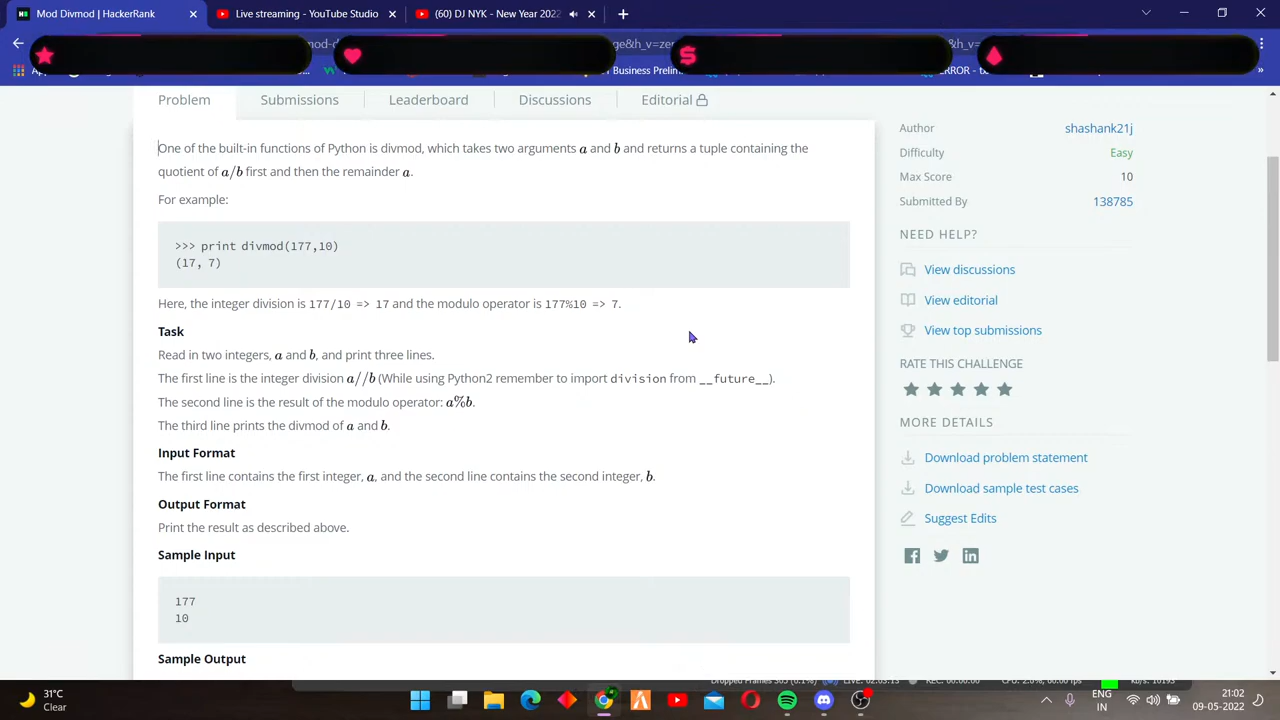 Mod Divmod | HackerRank
Live streaming - YouTube Studio
(60) DJ NYK - New Year 2022
Business Prelim
Problem
Submissions
Leaderboard
Discussions
Editorial
One of the built-in functions of Python is divmod, which takes two arguments a and b and returns a tuple containing the
quotient of a/b first and then the remainder a.
For example:
>>> print divmod(177,10)
(17, 7)
Here, the integer division is 177/10 => 17 and the modulo operator is 177%10 => 7.
Task
Read in two integers, a and b, and print three lines.
The first line is the integer division a//b (While using Python2 remember to import division from __future__).
The second line is the result of the modulo operator: a%b.
The third line prints the divmod of a and b.
Input Format
The first line contains the first integer, a, and the second line contains the second integer, b.
Output Format
Print the result as described above.
Sample Input
177
10
Sample Output
Author shashank21j
Difficulty Easy
Max Score 10
Submitted By 138785
NEED HELP?
View discussions
View editorial
View top submissions
RATE THIS CHALLENGE
MORE DETAILS
Download problem statement
Download sample test cases
Suggest Edits
31°C
Clear
ENG
IN
21:02
09-05-2022